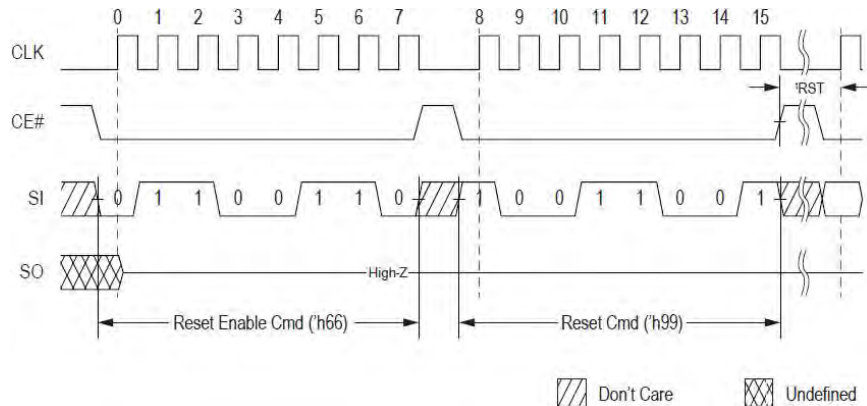 0 1 2 3 4 5 6 7 8 9 10 11 12 13 14 15
CLK
tRST
CE#
SI 0 1 1 0 0 1 1 0 1 0 0 1 1 0 0 1
SO High-Z
Reset Enable Cmd ('h66) Reset Cmd ('h99)
Don't Care Undefined